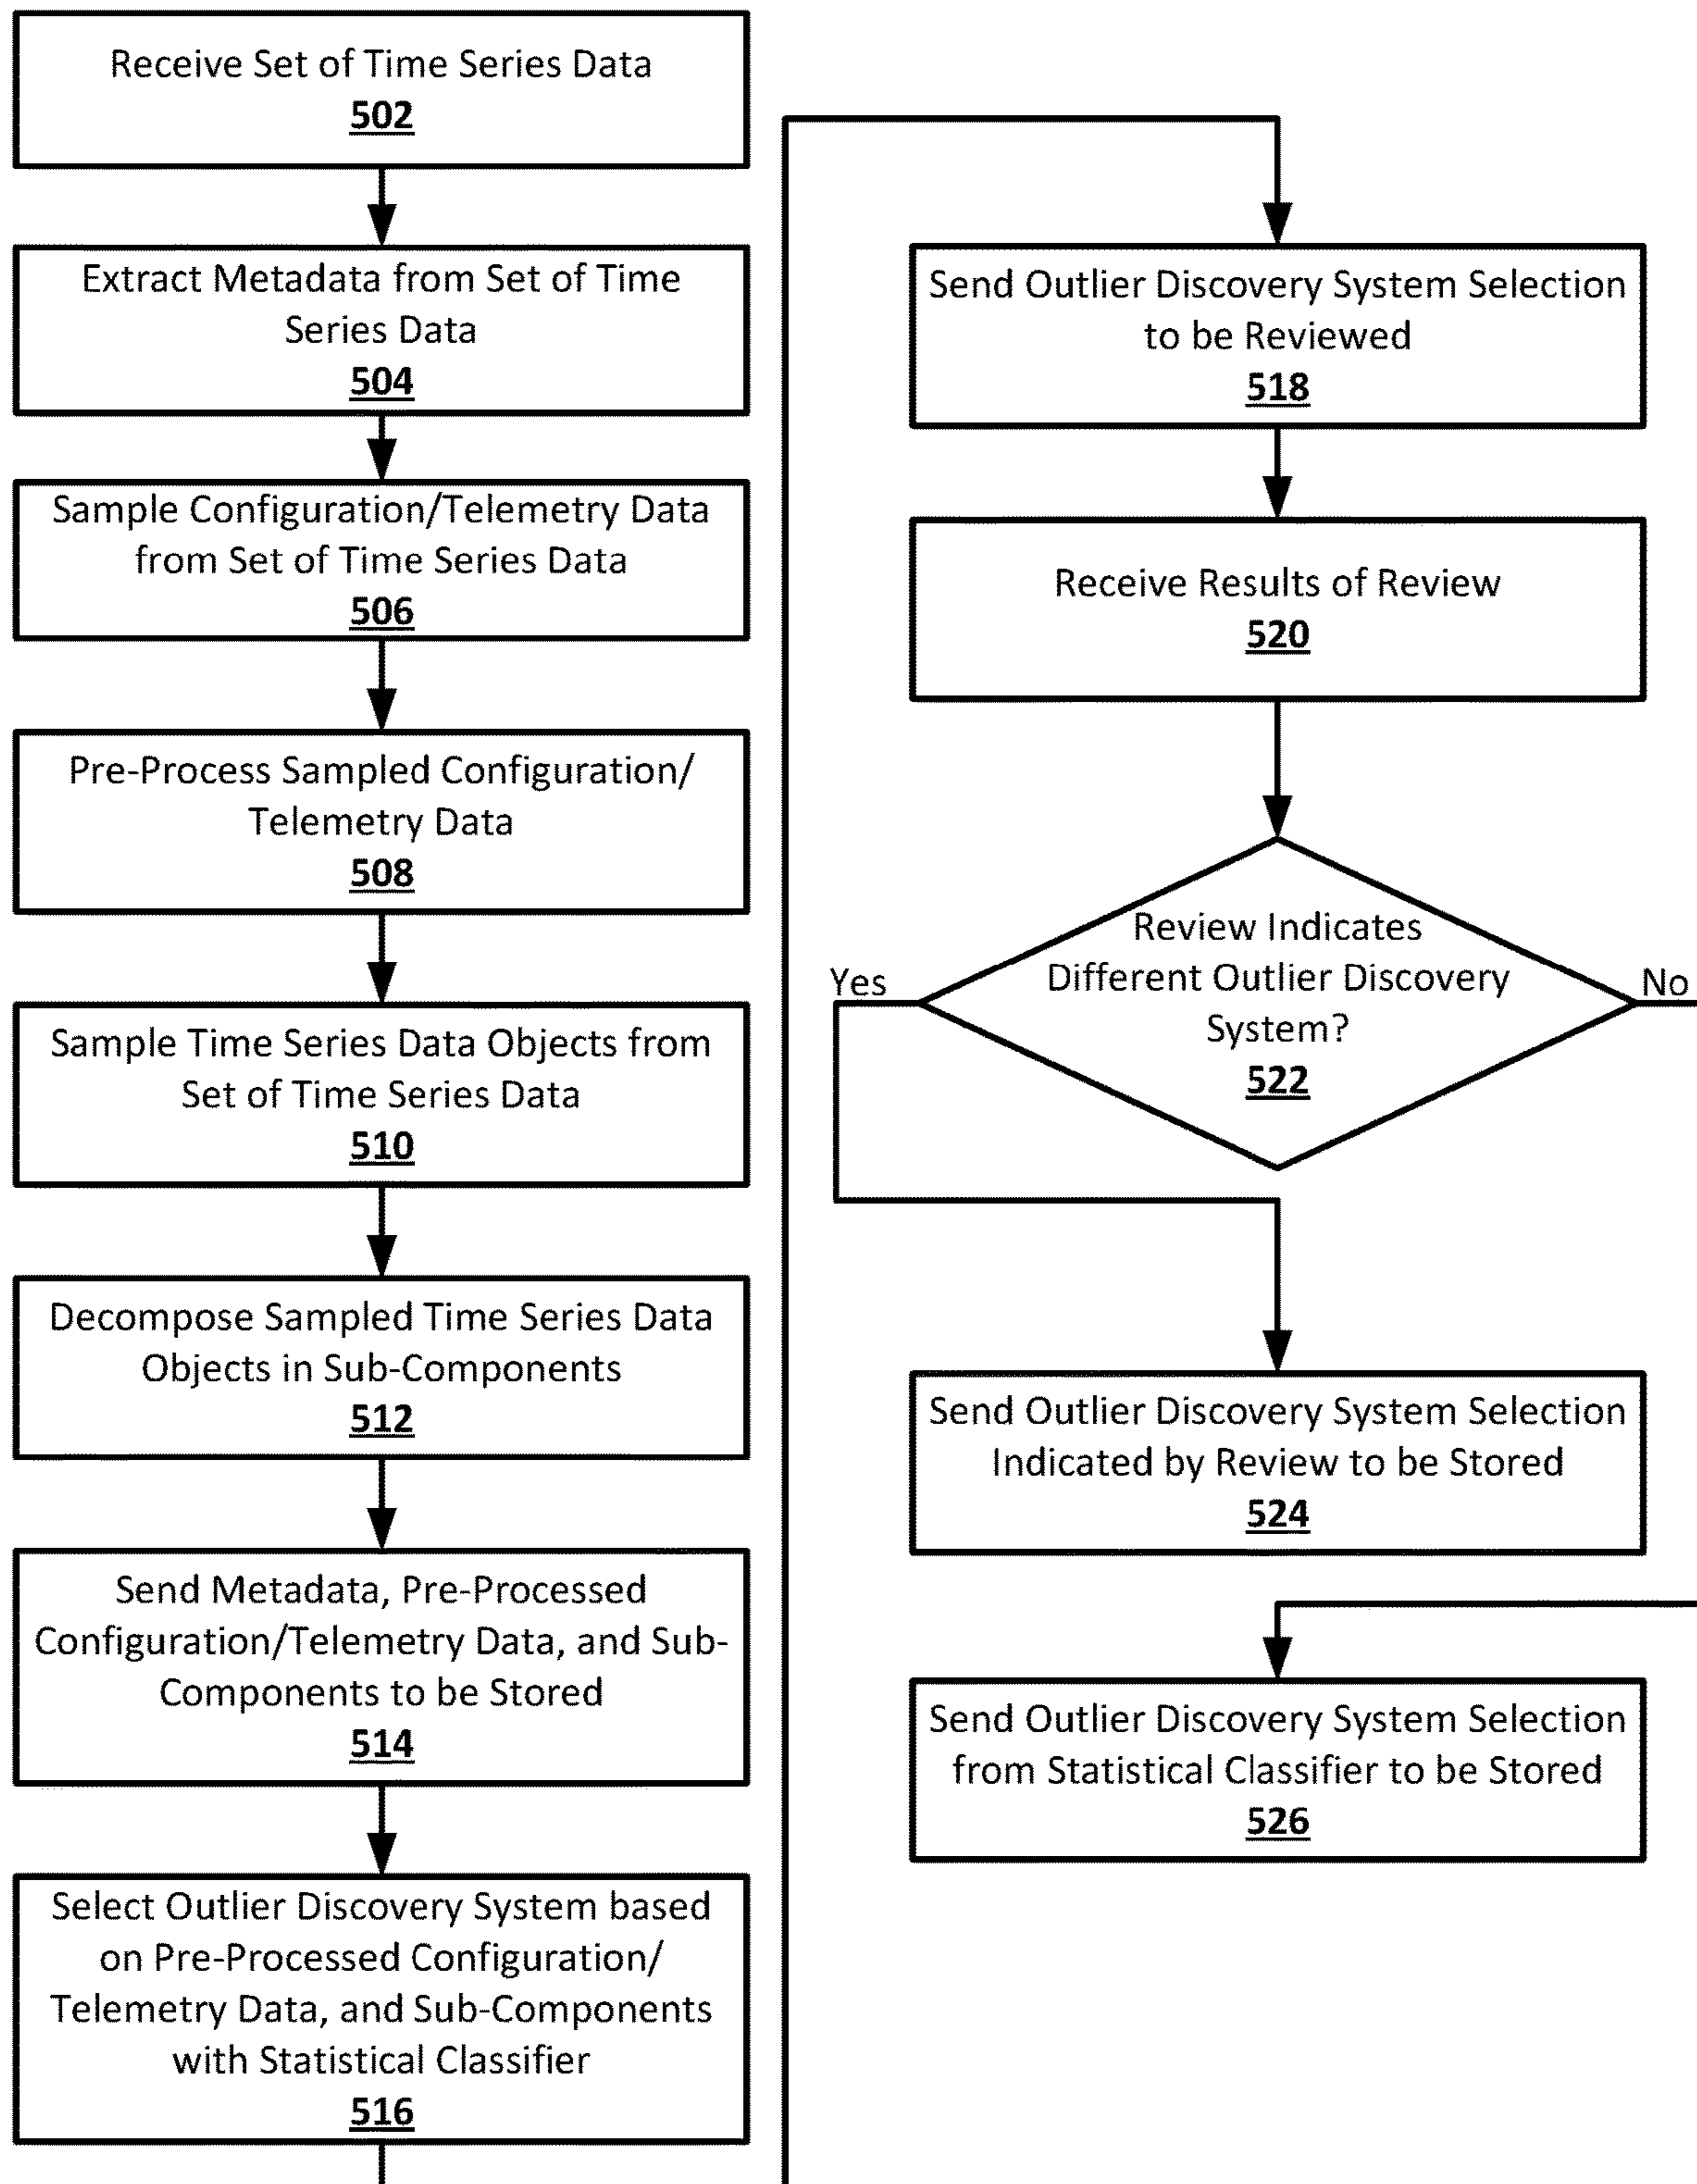 Receive Set of Time Series Data
502
Extract Metadata from Set of Time
Series Data
504
Sample Configuration/Telemetry Data
from Set of Time Series Data
506
Pre-Process Sampled Configuration/
Telemetry Data
508
Sample Time Series Data Objects from
Set of Time Series Data
510
Decompose Sampled Time Series Data
Objects in Sub-Components
512
Send Metadata, Pre-Processed
Configuration/Telemetry Data, and Sub-
Components to be Stored
514
Select Outlier Discovery System based
on Pre-Processed Configuration/
Telemetry Data, and Sub-Components
with Statistical Classifier
516
Send Outlier Discovery System Selection
to be Reviewed
518
Receive Results of Review
520
Review Indicates
Different Outlier Discovery
System?
522
Yes
No
Send Outlier Discovery System Selection
Indicated by Review to be Stored
524
Send Outlier Discovery System Selection
from Statistical Classifier to be Stored
526